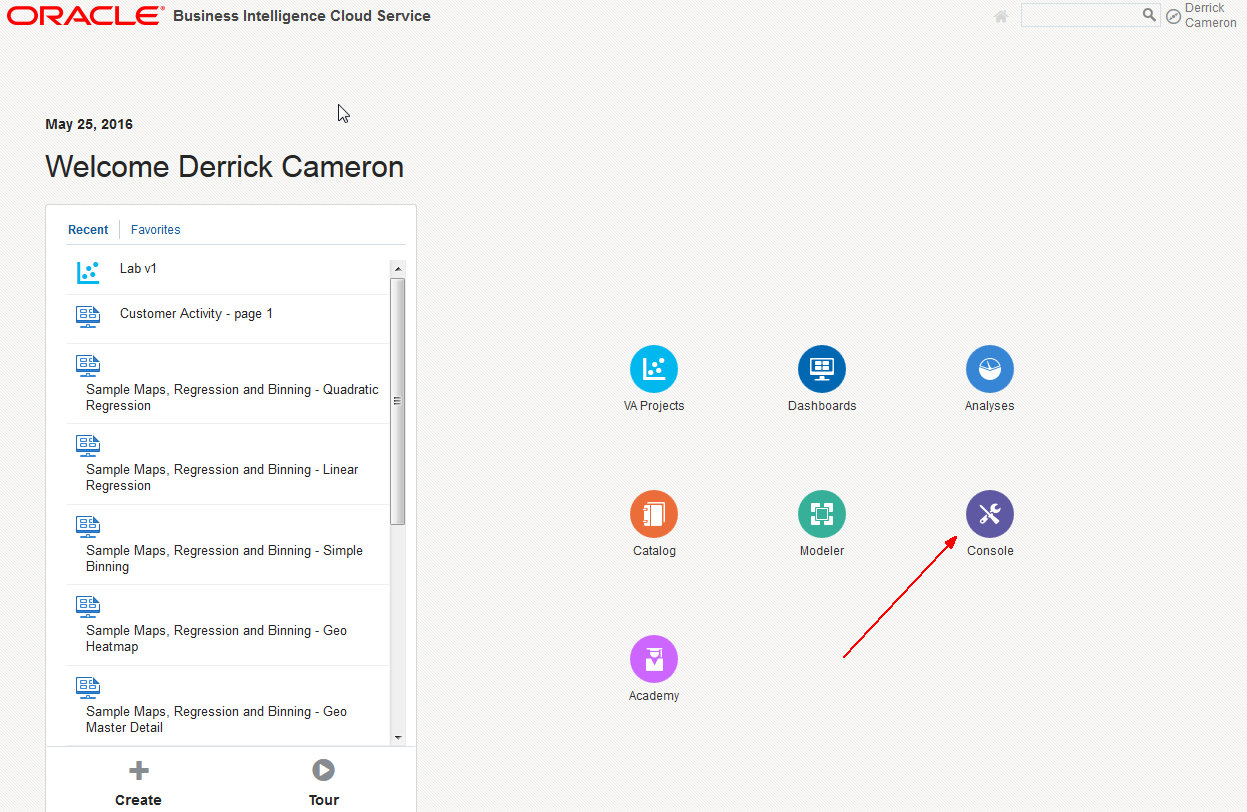 ORACLE Business Intelligence Cloud Service
Derrick
Cameron
May 25, 2016
Welcome Derrick Cameron
Recent Favorites
Lab v1
Customer Activity - page 1
Sample Maps, Regression and Binning - Quadratic
Regression
Sample Maps, Regression and Binning - Linear
Regression
Sample Maps, Regression and Binning - Simple
Binning
Sample Maps, Regression and Binning - Geo
Heatmap
Sample Maps, Regression and Binning - Geo
Master Detail
Create Tour
VA Projects Dashboards Analyses
Catalog Modeler Console
Academy